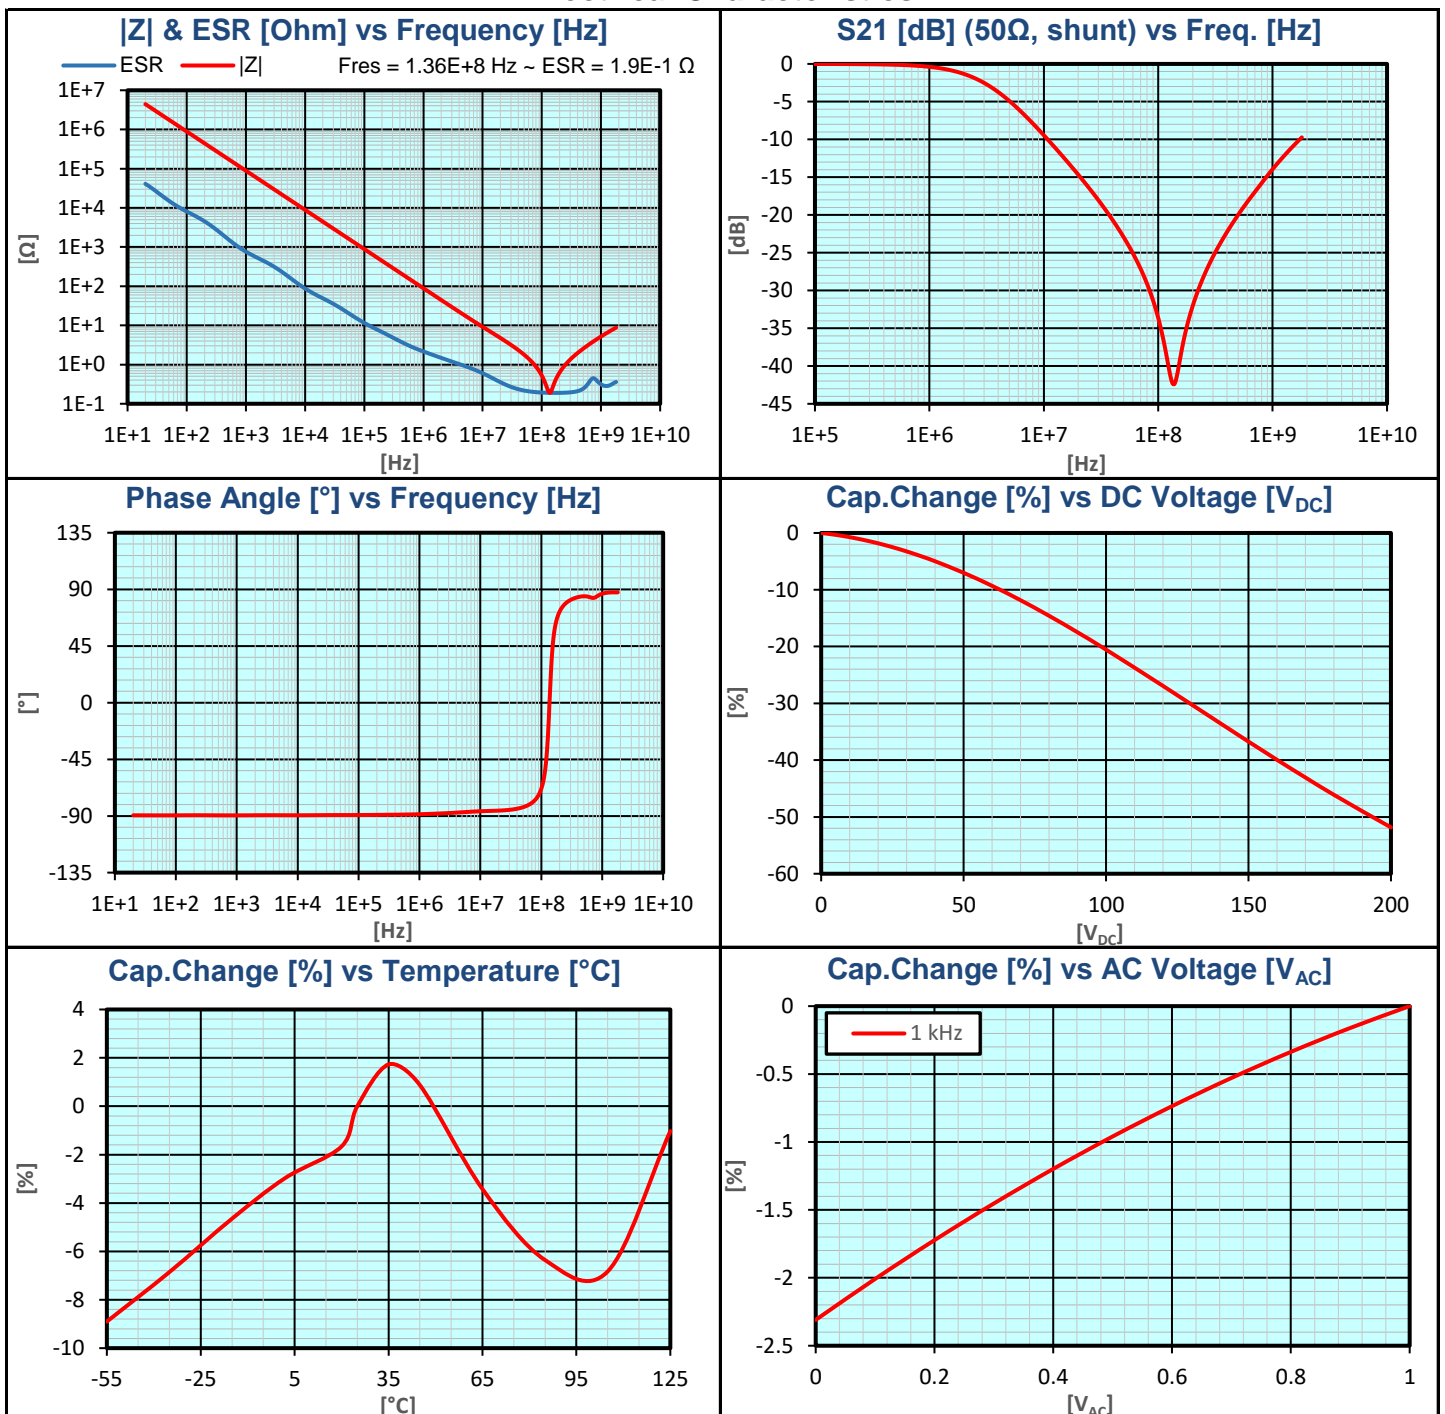 |Z| & ESR [Ohm] vs Frequency [Hz]
ESR |Z| Fres = 1.36E+8 Hz ~ ESR = 1.9E-1 Ω
1E+7
1E+6
1E+5
1E+4
1E+3
1E+2
1E+1
1E+0
1E-1
[Ω]
1E+1 1E+2 1E+3 1E+4 1E+5 1E+6 1E+7 1E+8 1E+9 1E+10
[Hz]
S21 [dB] (50Ω, shunt) vs Freq. [Hz]
0
-5
-10
-15
-20
-25
-30
-35
-40
-45
[dB]
1E+5 1E+6 1E+7 1E+8 1E+9 1E+10
[Hz]
Phase Angle [°] vs Frequency [Hz]
135
90
45
0
-45
-90
-135
[°]
1E+1 1E+2 1E+3 1E+4 1E+5 1E+6 1E+7 1E+8 1E+9 1E+10
[Hz]
Cap.Change [%] vs DC Voltage [VDC]
0
-10
-20
-30
-40
-50
-60
[%]
0 50 100 150 200
[VDC]
Cap.Change [%] vs Temperature [°C]
4
2
0
-2
-4
-6
-8
-10
[%]
-55 -25 5 35 65 95 125
[°C]
Cap.Change [%] vs AC Voltage [VAC]
1 kHz
0
-0.5
-1
-1.5
-2
-2.5
[%]
0 0.2 0.4 0.6 0.8 1
[VAC]